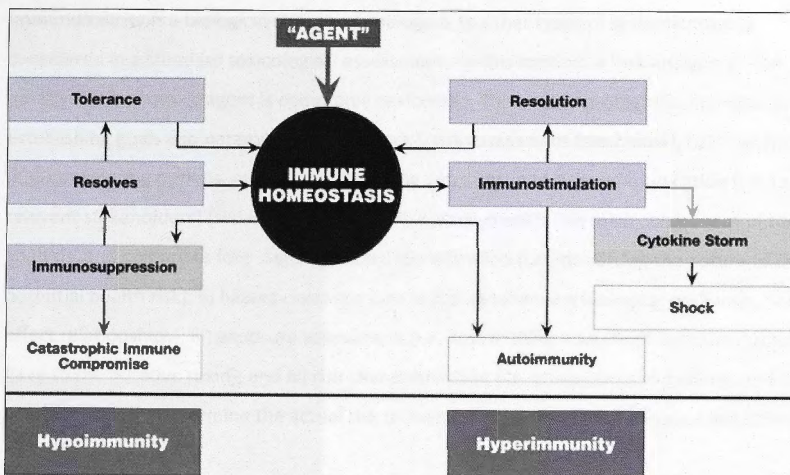 “AGENT”
Tolerance
Resolution
IMMUNE
HOMEOSTASIS
Resolves
Immunostimulation
Immunosuppression
Cytokine Storm
Shock
Catastrophic Immune
Compromise
Autoimmunity
Hypoimmunity
Hyperimmunity